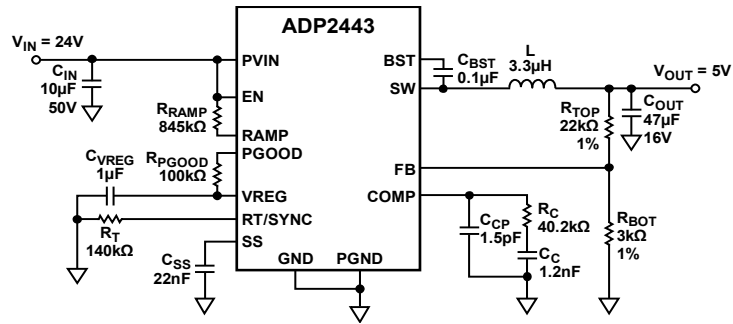 ADP2443
V_IN = 24V
C_IN
10μF
50V
PVIN
EN
R_RAMP
845kΩ
RAMP
PGOOD
C_VREG
1μF
R_PGOOD
100kΩ
VREG
RT/SYNC
R_T
140kΩ
SS
C_SS
22nF
GND
PGND
BST
SW
C_BST
0.1μF
L
3.3μH
V_OUT = 5V
R_TOP
22kΩ
1%
C_OUT
47μF
16V
FB
COMP
C_CP
1.5pF
R_C
40.2kΩ
C_C
1.2nF
R_BOT
3kΩ
1%